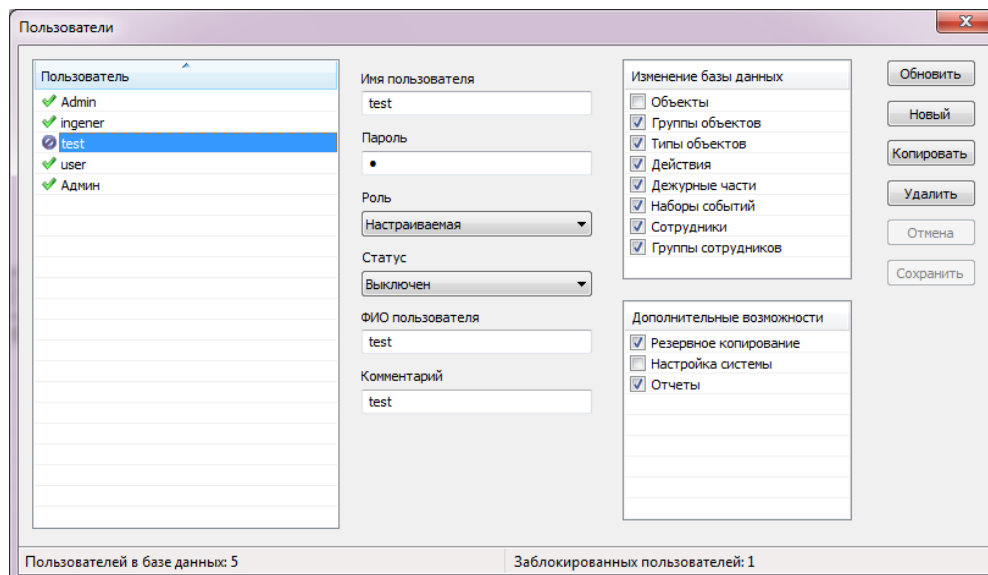 Пользователи
Пользователь
Admin
ingener
test
user
Админ
Имя пользователя
test
Пароль
Роль
Настраиваемая
Статус
Выключен
ФИО пользователя
test
Комментарий
test
Изменение базы данных
Объекты
Группы объектов
Типы объектов
Действия
Дежурные части
Наборы событий
Сотрудники
Группы сотрудников
Дополнительные возможности
Резервное копирование
Настройка системы
Отчеты
Обновить
Новый
Копировать
Удалить
Отмена
Сохранить
Пользователей в базе данных: 5
Заблокированных пользователей: 1